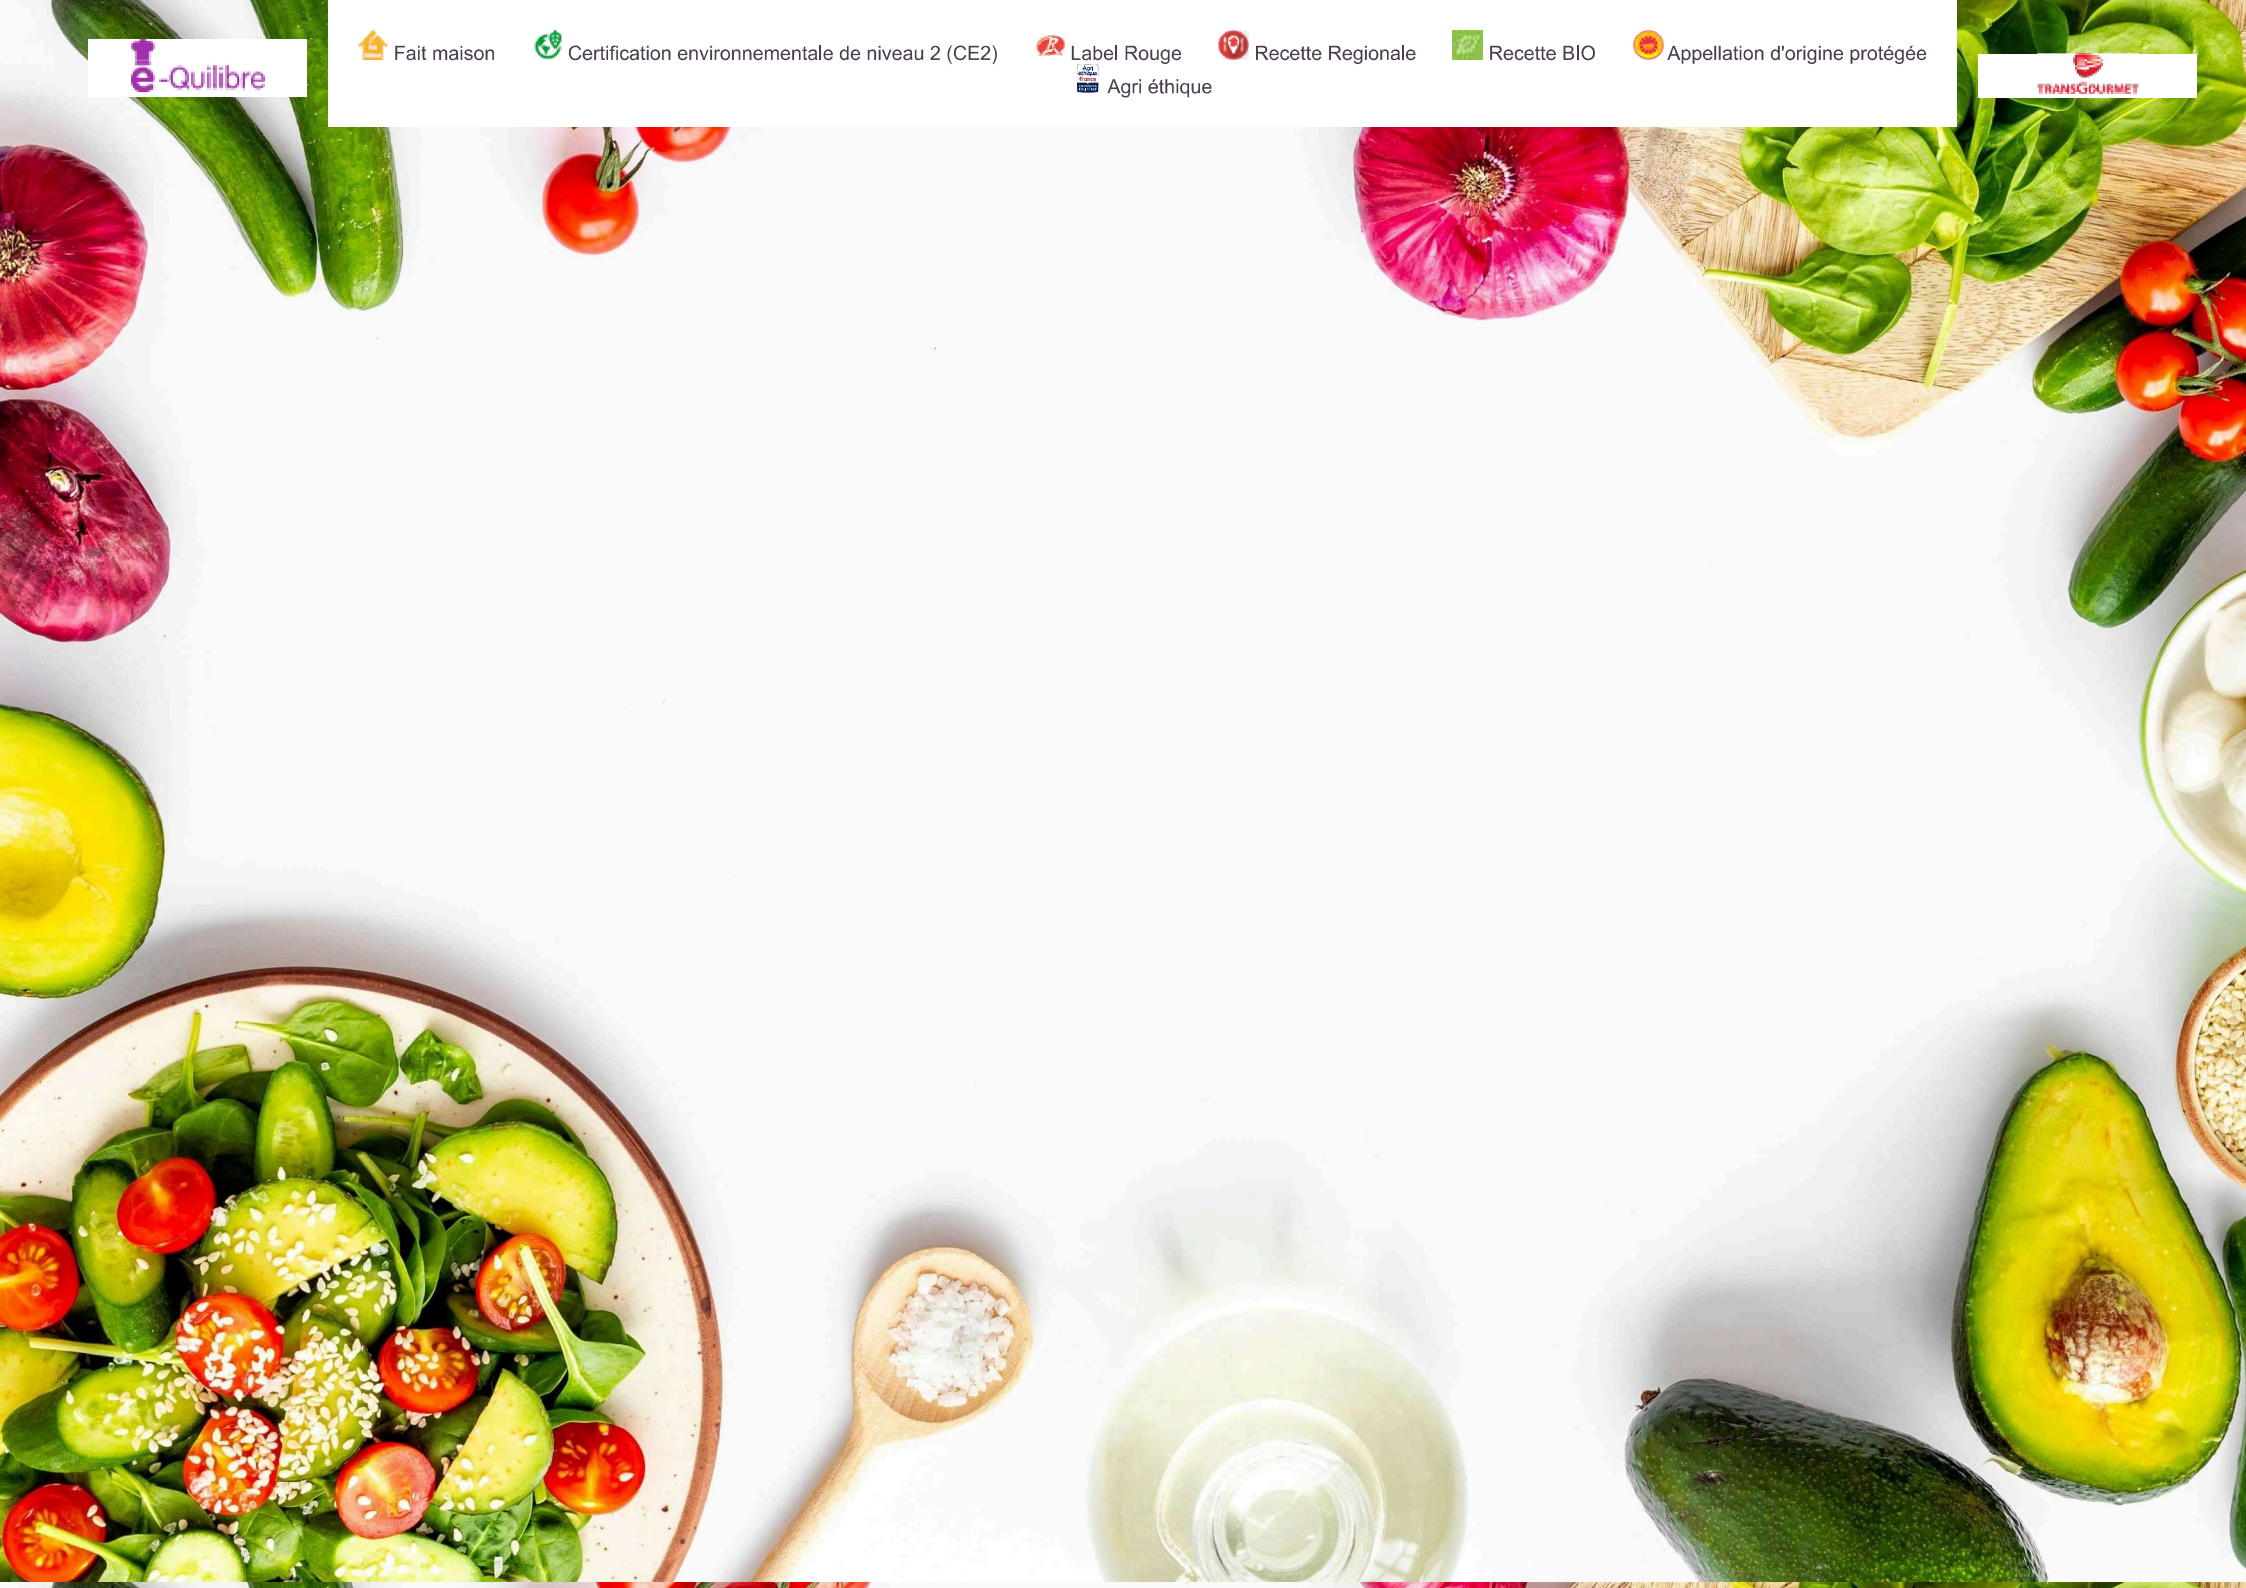 e-Quilibre
Fait maison
Certification environnementale de niveau 2 (CE2)
Label Rouge
Recette Regionale
Recette BIO
Appellation d'origine protégée
Agri éthique
TRANSGOURMET